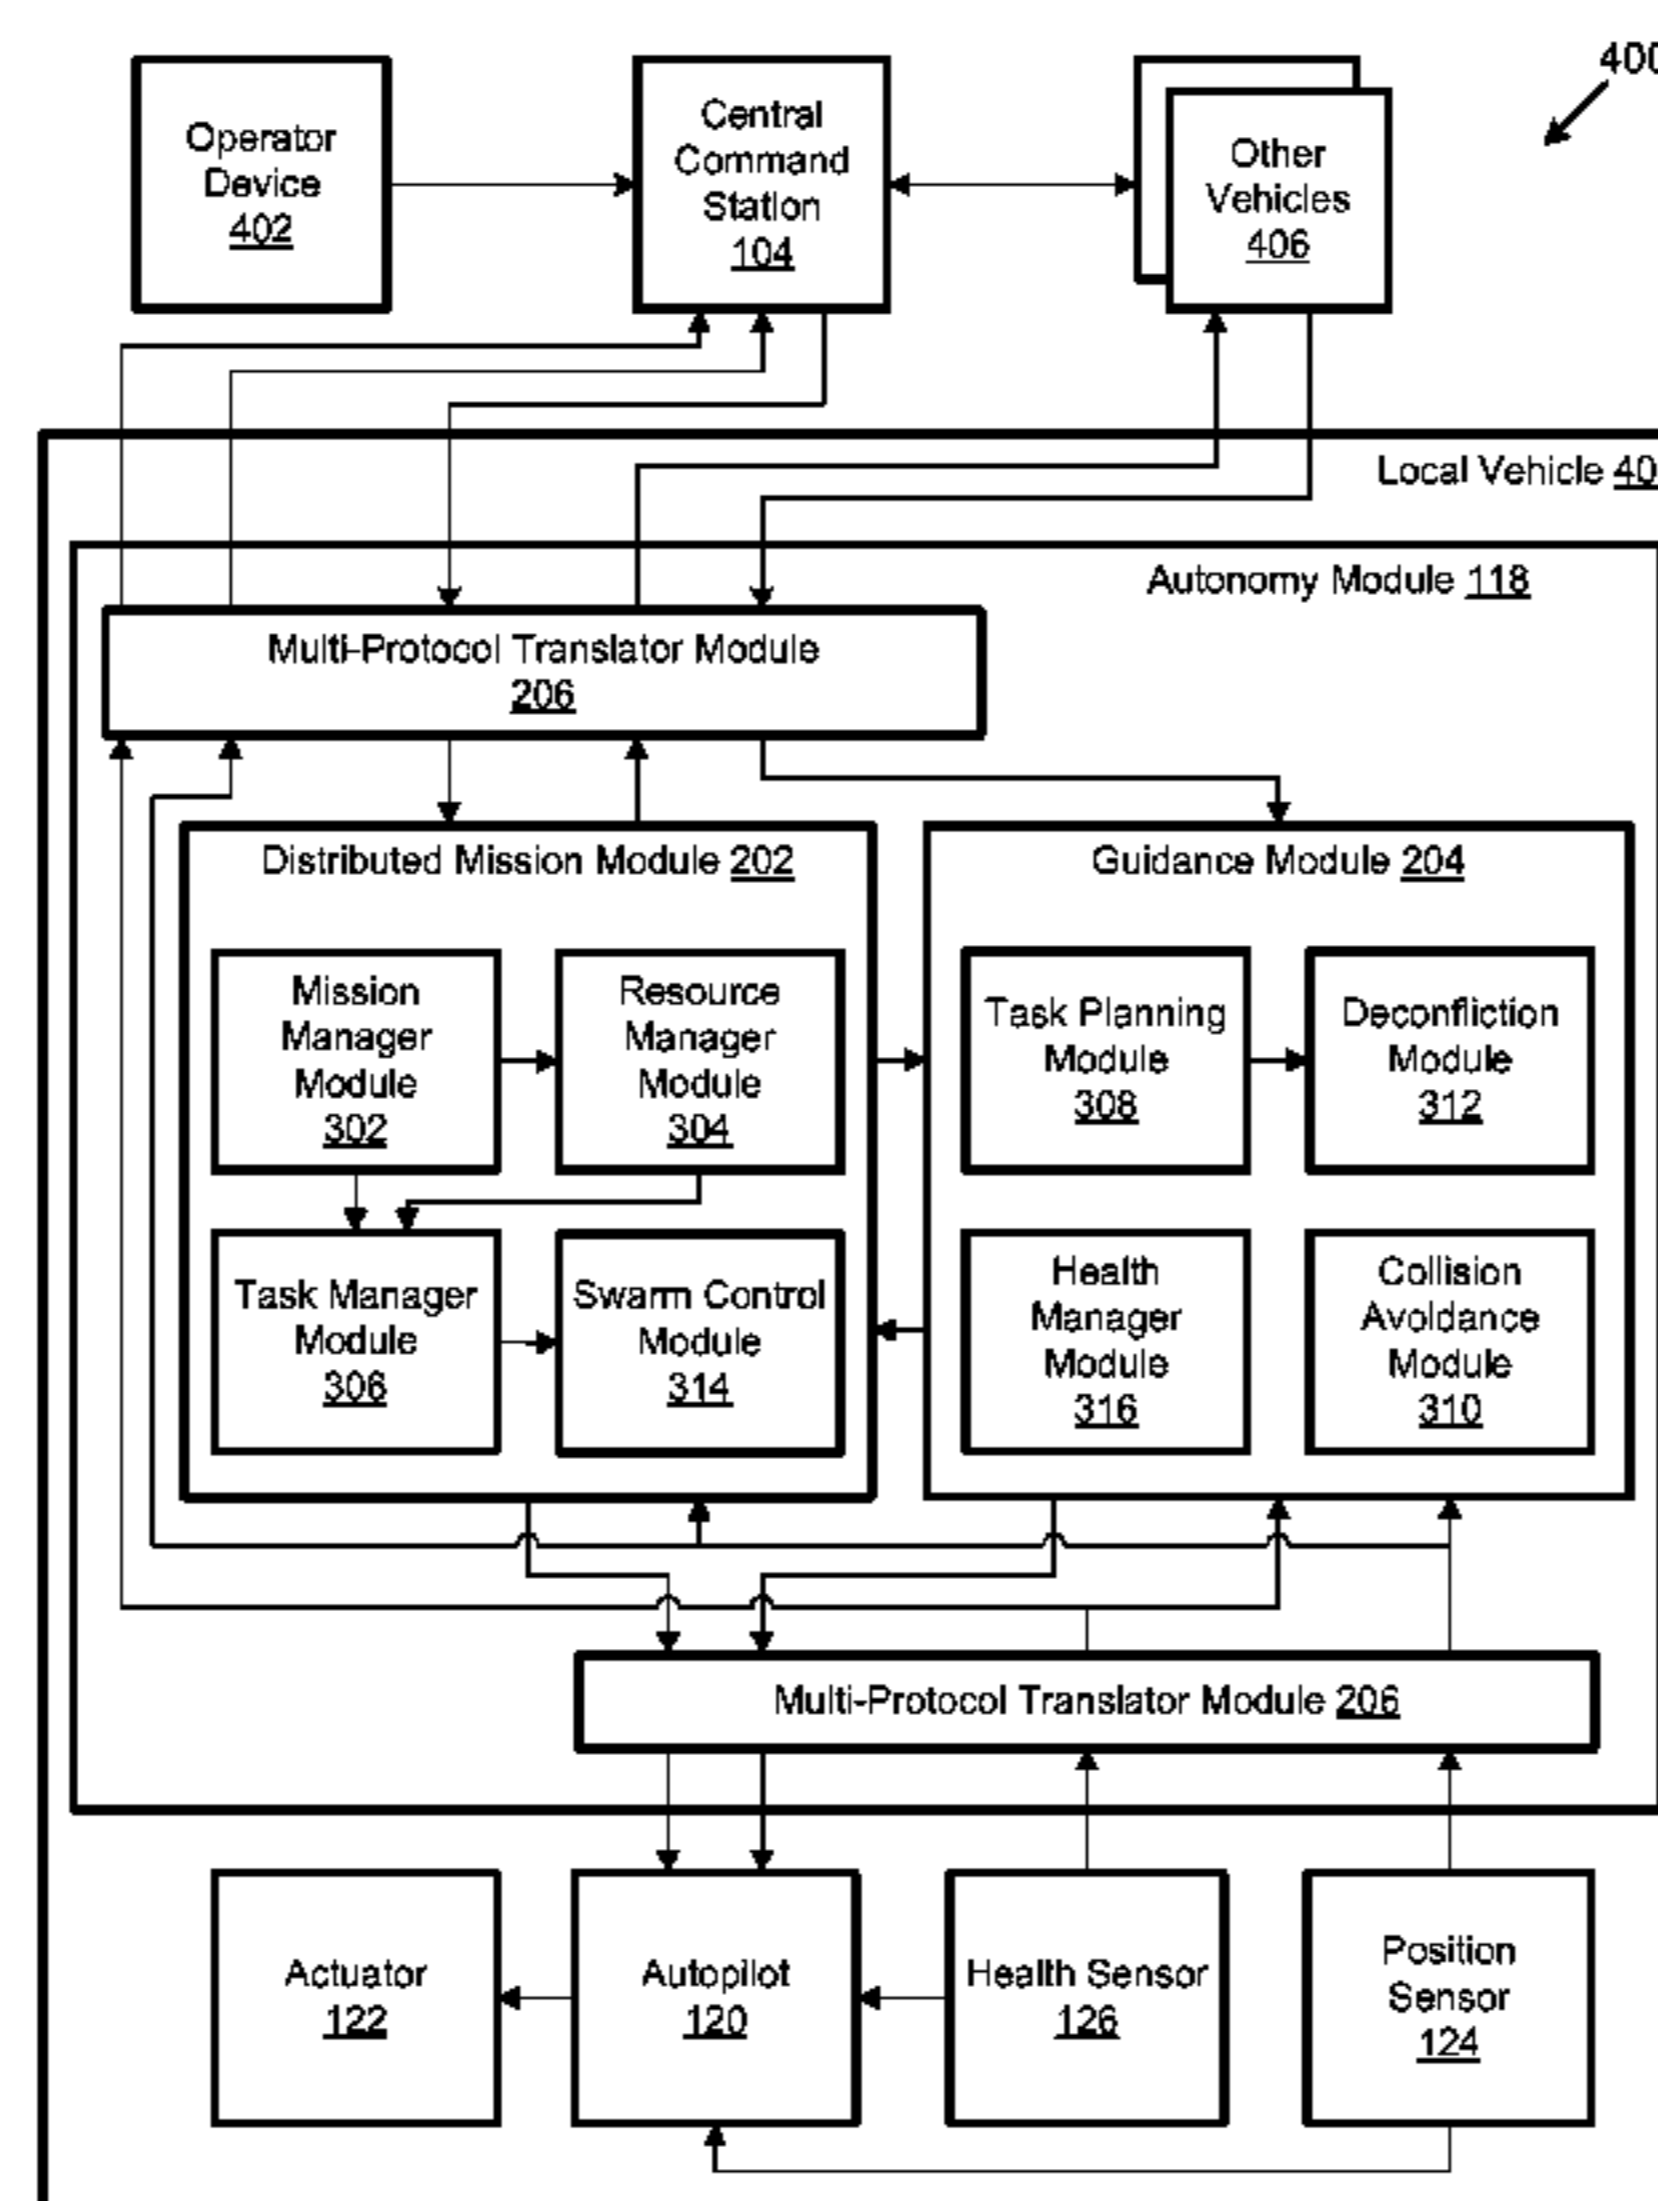 400
Operator
Device
402
Central
Command
Station
104
Other
Vehicles
406
Local Vehicle 40
Autonomy Module 118
Multi-Protocol Translator Module
206
Distributed Mission Module 202
Mission
Manager
Module
302
Resource
Manager
Module
304
Task Manager
Module
306
Swarm Control
Module
314
Guidance Module 204
Task Planning
Module
308
Deconfliction
Module
312
Health
Manager
Module
316
Collision
Avoidance
Module
310
Multi-Protocol Translator Module 206
Actuator
122
Autopilot
120
Health Sensor
126
Position
Sensor
124